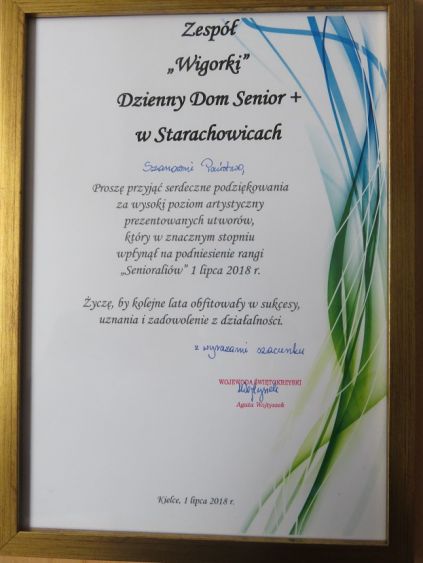 Zespół
„Wigorki”
Dzienny Dom Senior +
w Starachowicach
Szanowni Państwo,
Proszę przyjąć serdeczne podziękowania
za wysoki poziom artystyczny
prezentowanych utworów,
który w znacznym stopniu
wpłynął na podniesienie rangi
„Senioraliów” 1 lipca 2018 r.
Życzę, by kolejne lata obfitowały w sukcesy,
uznania i zadowolenie z działalności.
z wyrazami szacunku
WOJEWODA ŚWIĘTOKRZYSKI
Agata Wojtyszek
Kielce, 1 lipca 2018 r.